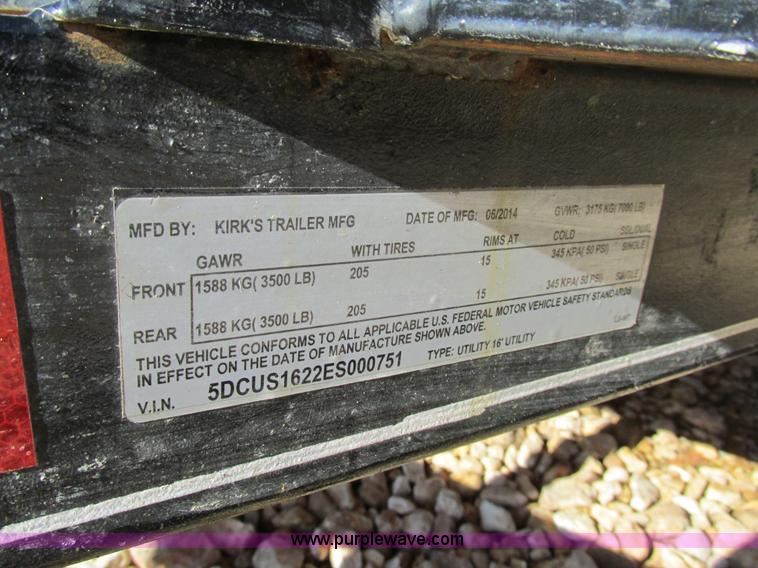 MFD BY: KIRK'S TRAILER MFG DATE OF MFG: 06/2014 GVWR: 3175 KG( 7000 LB)
GAWR WITH TIRES RIMS AT COLD SGL/DUAL
FRONT 1588 KG( 3500 LB) 205 15 345 KPA( 50 PSI) SINGLE
REAR 1588 KG( 3500 LB) 205 15 345 KPA( 50 PSI) SINGLE
THIS VEHICLE CONFORMS TO ALL APPLICABLE U.S. FEDERAL MOTOR VEHICLE SAFETY STANDARDS
IN EFFECT ON THE DATE OF MANUFACTURE SHOWN ABOVE.
V.I.N. 5DCUS1622ES000751 TYPE: UTILITY 16' UTILITY
www.purplewave.com